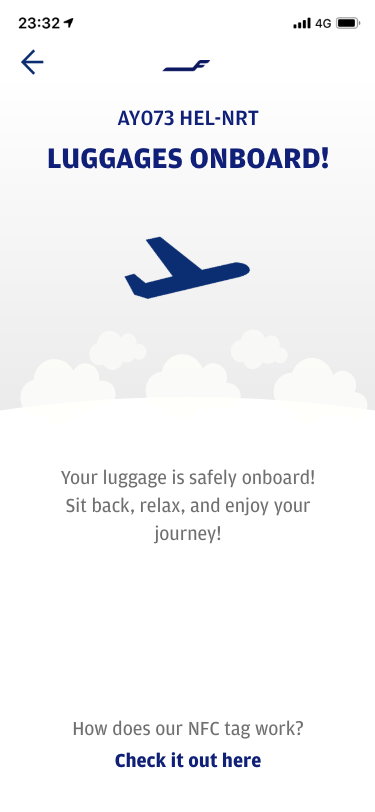 23:32
4G
AY073 HEL-NRT
LUGGAGES ONBOARD!
Your luggage is safely onboard!
Sit back, relax, and enjoy your
journey!
How does our NFC tag work?
Check it out here